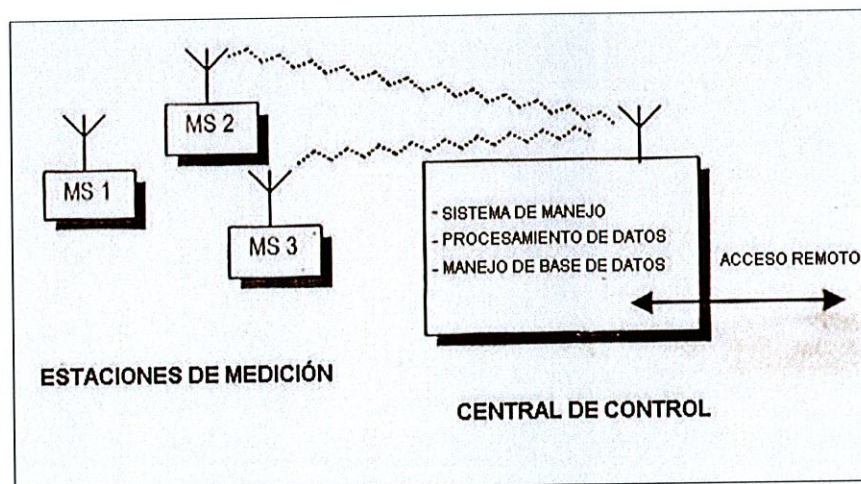 MS 2
MS 1
MS 3
- SISTEMA DE MANEJO
- PROCESAMIENTO DE DATOS
- MANEJO DE BASE DE DATOS
ACCESO REMOTO
ESTACIONES DE MEDICIÓN
CENTRAL DE CONTROL